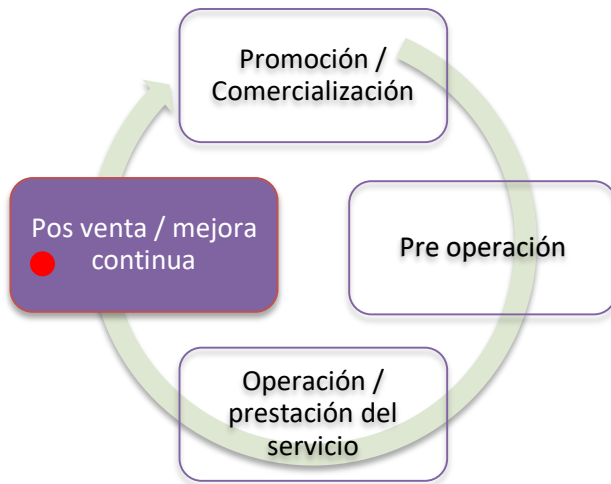 Promoción /
Comercialización
Pre operación
Operación /
prestación del
servicio
Pos venta / mejora
continua